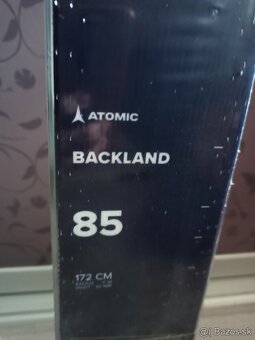 ATOMIC
BACKLAND
85
172 CM
© Bazos.sk